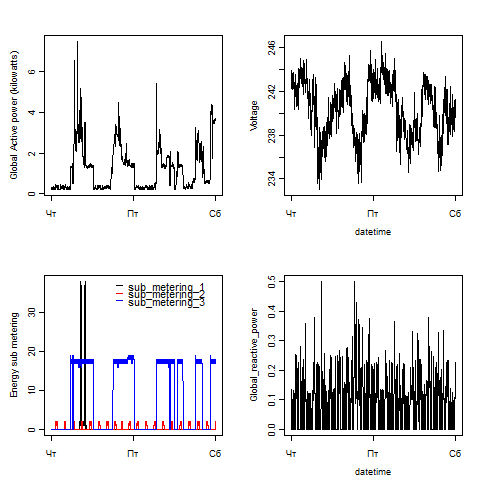 Global Active power (kilowatts)
6
4
2
0
Чт
Пт
Сб
Voltage
246
242
238
234
Чт
Пт
Сб
datetime
Energy sub metering
30
20
10
0
sub_metering_1
sub_metering_2
sub_metering_3
Чт
Пт
Сб
Global_reactive_power
0.5
0.4
0.3
0.2
0.1
0.0
Чт
Пт
Сб
datetime